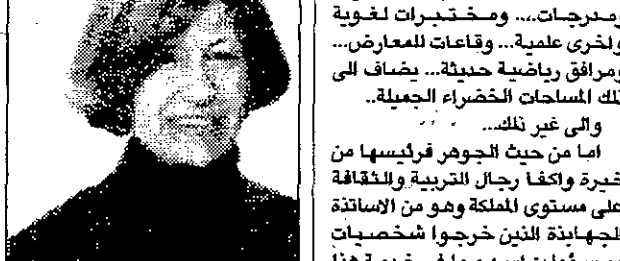 ومدرجات... ومختبرات لغوية
واخرى علمية... وقاعات للمعارض...
ومرافق رياضية حديثة... يضاف الى
تلك المساحات الخضراء الجميلة..
والى غير ذلك...
اما من حيث الجوهر فرئيسها من
خيرة واكفا رجال التربية والثقافة
على مستوى المملكة وهو من الاساتذة
الجهابذة الذين خرجوا شخصيات